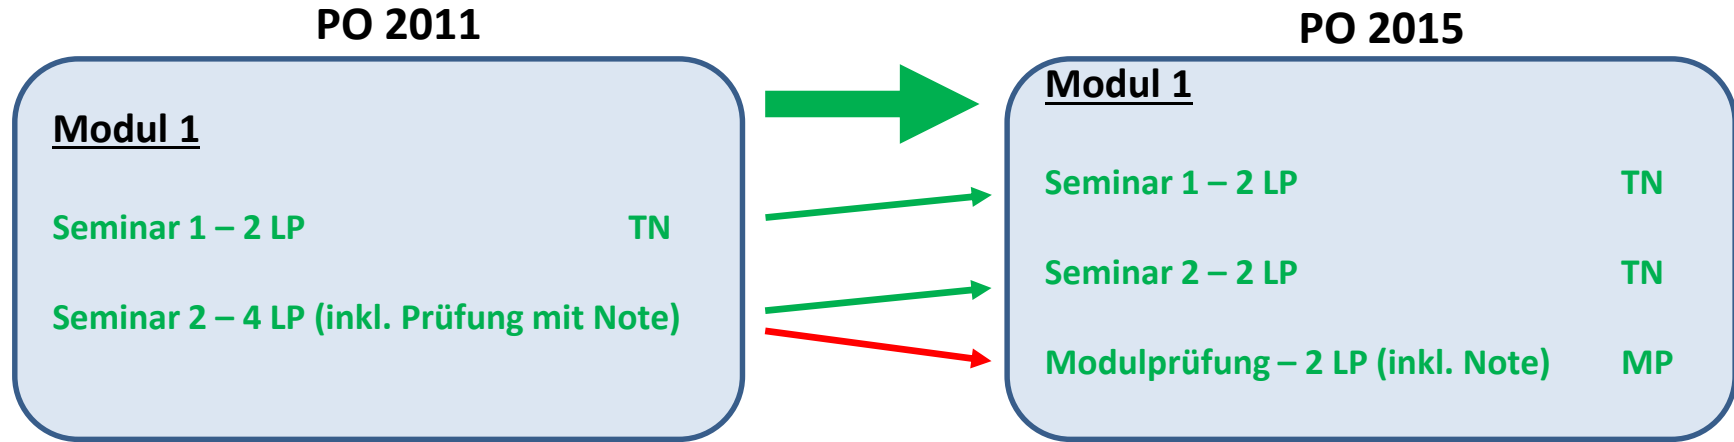 PO 2011
Modul 1
Seminar 1 – 2 LP TN
Seminar 2 – 4 LP (inkl. Prüfung mit Note)
PO 2015
Modul 1
Seminar 1 – 2 LP TN
Seminar 2 – 2 LP TN
Modulprüfung – 2 LP (inkl. Note) MP